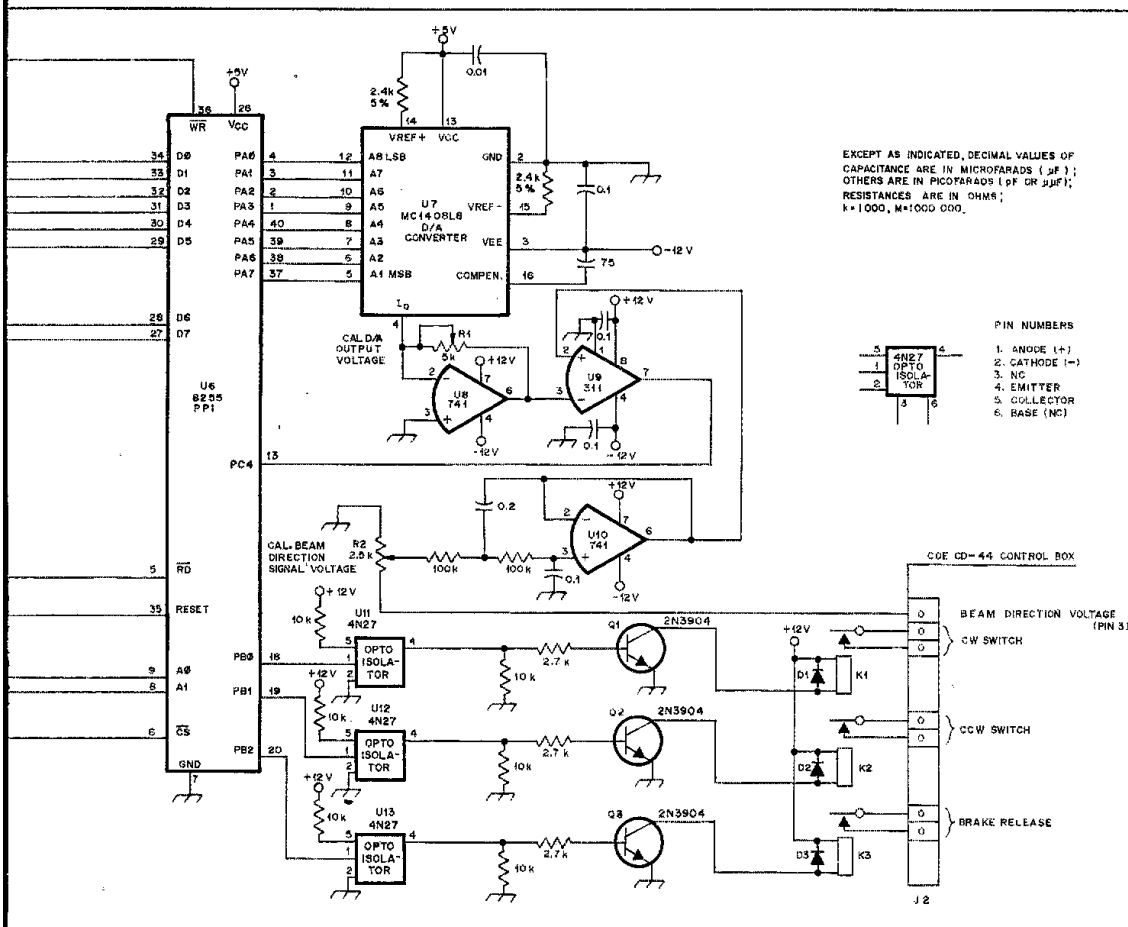 +5V
0.01
2.4k
5%
+5V
36
26
WR
VCC
14
13
VREF+ VCC
34 D0 PA0 4
33 D1 PA1 3
32 D2 PA2 2
31 D3 PA3 1
30 D4 PA4 40
29 D5 PA5 39
PA6 38
PA7 37
28 D6
27 D7
12 A8 LSB
11 A7
10 A6
9 A5
8 A4
7 A3
6 A2
5 A1 MSB
U7
MC1408L8
D/A
CONVERTER
GND 2
VREF- 15
VEE 3
COMPEN. 16
IO
4
2.4k
5%
0.1
-12V
75
EXCEPT AS INDICATED, DECIMAL VALUES OF
CAPACITANCE ARE IN MICROFARADS (µF);
OTHERS ARE IN PICOFARADS (pF OR µµF);
RESISTANCES ARE IN OHMS;
k=1000, M=1000 000.
CAL D/A
OUTPUT
VOLTAGE
R1
5k
+12V
2
7
U8
741
6
3
4
-12V
+12V
0.1
2
1
8
U9
311
7
3
4
0.1
-12V
PIN NUMBERS
1. ANODE (+)
2. CATHODE (-)
3. NC
4. EMITTER
5. COLLECTOR
6. BASE (NC)
5
1
2
4N27
OPTO
ISOLA-
TOR
4
3
6
U6
8255
PPI
PC4 13
0.2
+12V
2
7
U10
741
6
3
4
-12V
CAL. BEAM
DIRECTION
SIGNAL VOLTAGE
R2
2.5k
100k
100k
0.1
5 RD
35 RESET
9 A0
8 A1
6 CS
GND
7
PB0 18
PB1 19
PB2 20
CDE CD-44 CONTROL BOX
BEAM DIRECTION VOLTAGE
(PIN 3)
CW SWITCH
CCW SWITCH
BRAKE RELEASE
J2
+12V
10k
U11
4N27
5
1
2
OPTO
ISOLA-
TOR
4
2.7k
10k
Q1
2N3904
+12V
D1
K1
+12V
10k
U12
4N27
5
1
2
OPTO
ISOLA-
TOR
4
2.7k
10k
Q2
2N3904
D2
K2
+12V
10k
U13
4N27
5
1
2
OPTO
ISOLA-
TOR
4
2.7k
10k
Q3
2N3904
D3
K3